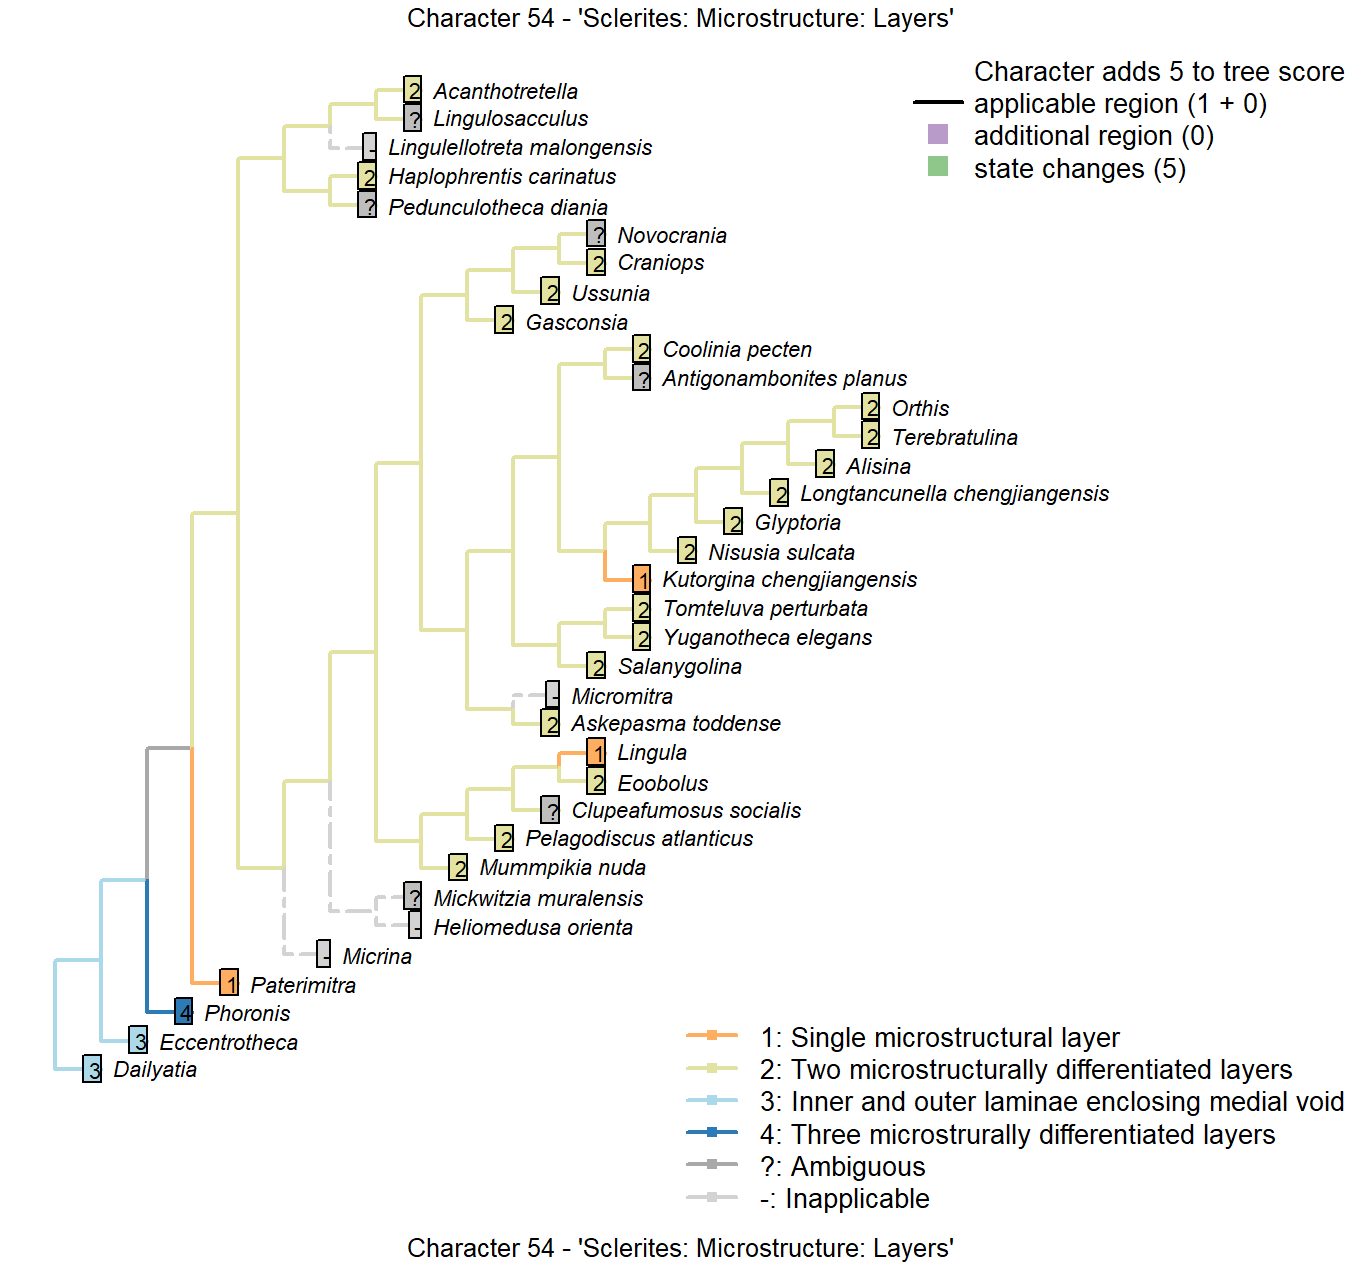 Character 54 - 'Sclerites: Microstructure: Layers'
Character adds 5 to tree score
applicable region (1 + 0)
additional region (0)
state changes (5)
2 Acanthotretella
? Lingulosacculus
- Lingulellotreta malongensis
2 Haplophrentis carinatus
? Pedunculotheca diania
? Novocrania
2 Craniops
2 Ussunia
2 Gasconsia
2 Coolinia pecten
? Antigonambonites planus
2 Orthis
2 Terebratulina
2 Alisina
2 Longtancunella chengjiangensis
2 Glyptoria
2 Nisusia sulcata
1 Kutorgina chengjiangensis
2 Tomteluva perturbata
2 Yuganotheca elegans
2 Salanygolina
- Micromitra
2 Askepasma toddense
1 Lingula
2 Eoobolus
? Clupeafumosus socialis
2 Pelagodiscus atlanticus
2 Mummpikia nuda
? Mickwitzia muralensis
- Heliomedusa orienta
- Micrina
1 Paterimitra
4 Phoronis
3 Eccentrotheca
3 Dailyatia
1: Single microstructural layer
2: Two microstructurally differentiated layers
3: Inner and outer laminae enclosing medial void
4: Three microstrurally differentiated layers
?: Ambiguous
-: Inapplicable
Character 54 - 'Sclerites: Microstructure: Layers'